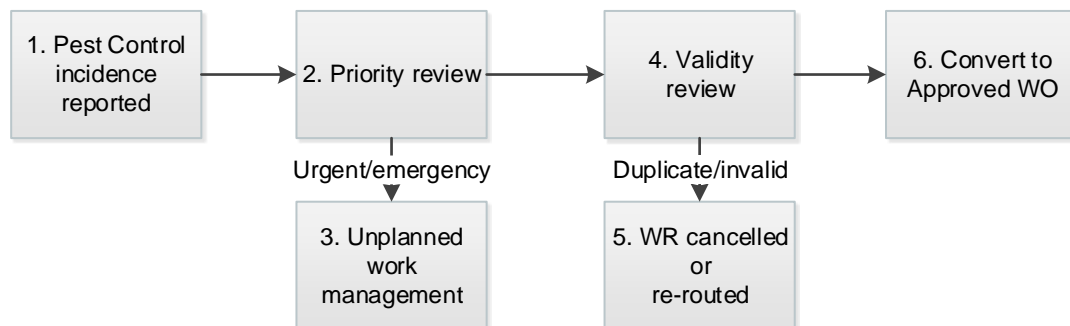 1. Pest Control
incidence
reported
2. Priority review
4. Validity
review
6. Convert to
Approved WO
Urgent/emergency
Duplicate/invalid
3. Unplanned
work
management
5. WR cancelled
or
re-routed